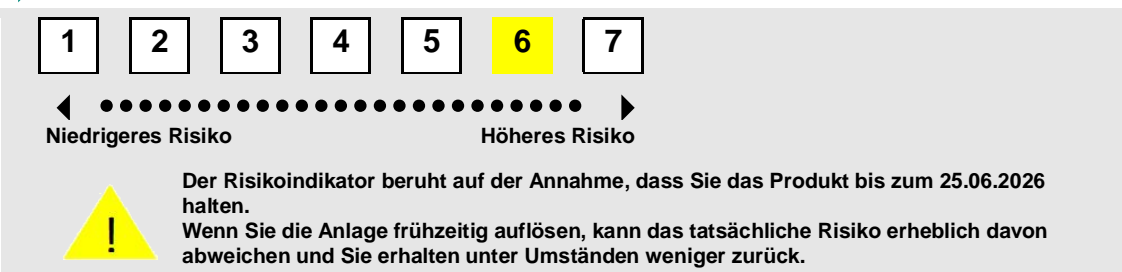 1 2 3 4 5 6 7
Niedrigeres Risiko Höheres Risiko
Der Risikoindikator beruht auf der Annahme, dass Sie das Produkt bis zum 25.06.2026
halten.
Wenn Sie die Anlage frühzeitig auflösen, kann das tatsächliche Risiko erheblich davon
abweichen und Sie erhalten unter Umständen weniger zurück.
!